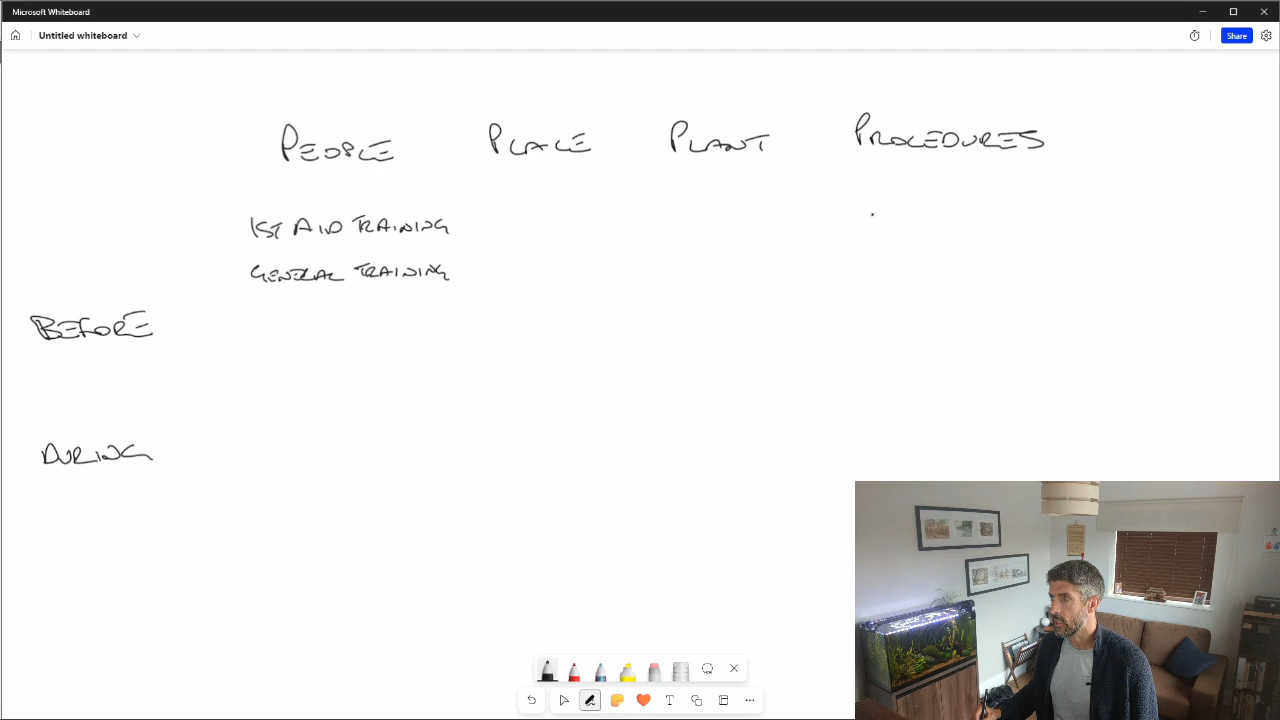 Microsoft Whiteboard
Untitled whiteboard
Share
PEOPLE PLACE PLANT PROCEDURES
1ST AID TRAINING
GENERAL TRAINING
BEFORE
DURING